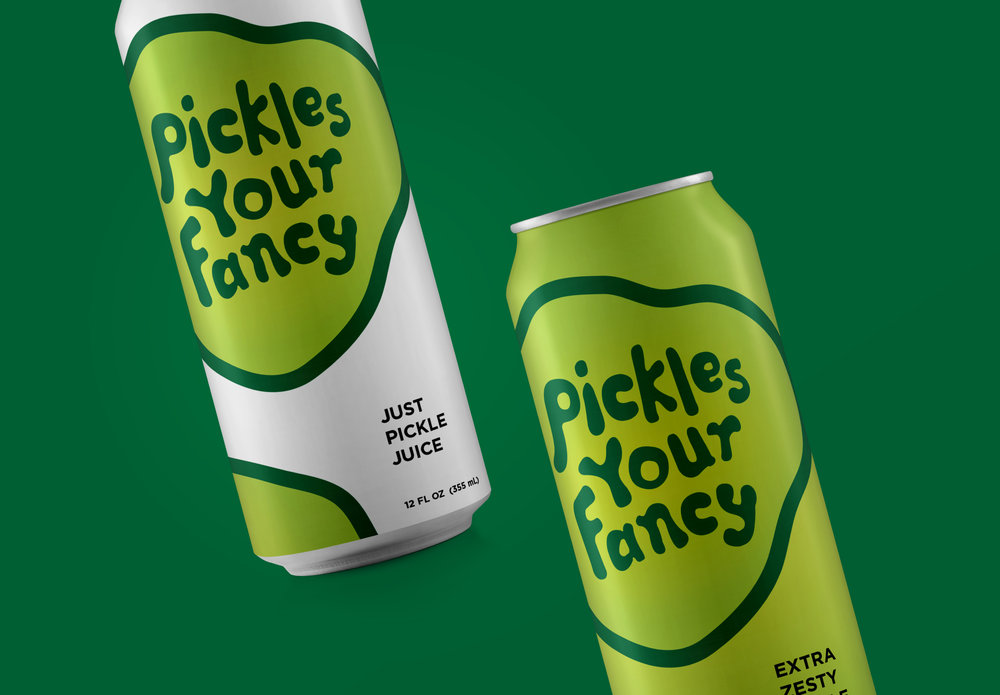 Pickles
Your
Fancy
JUST
PICKLE
JUICE
12 FL OZ (355 mL)
Pickles
Your
Fancy
EXTRA
ZESTY